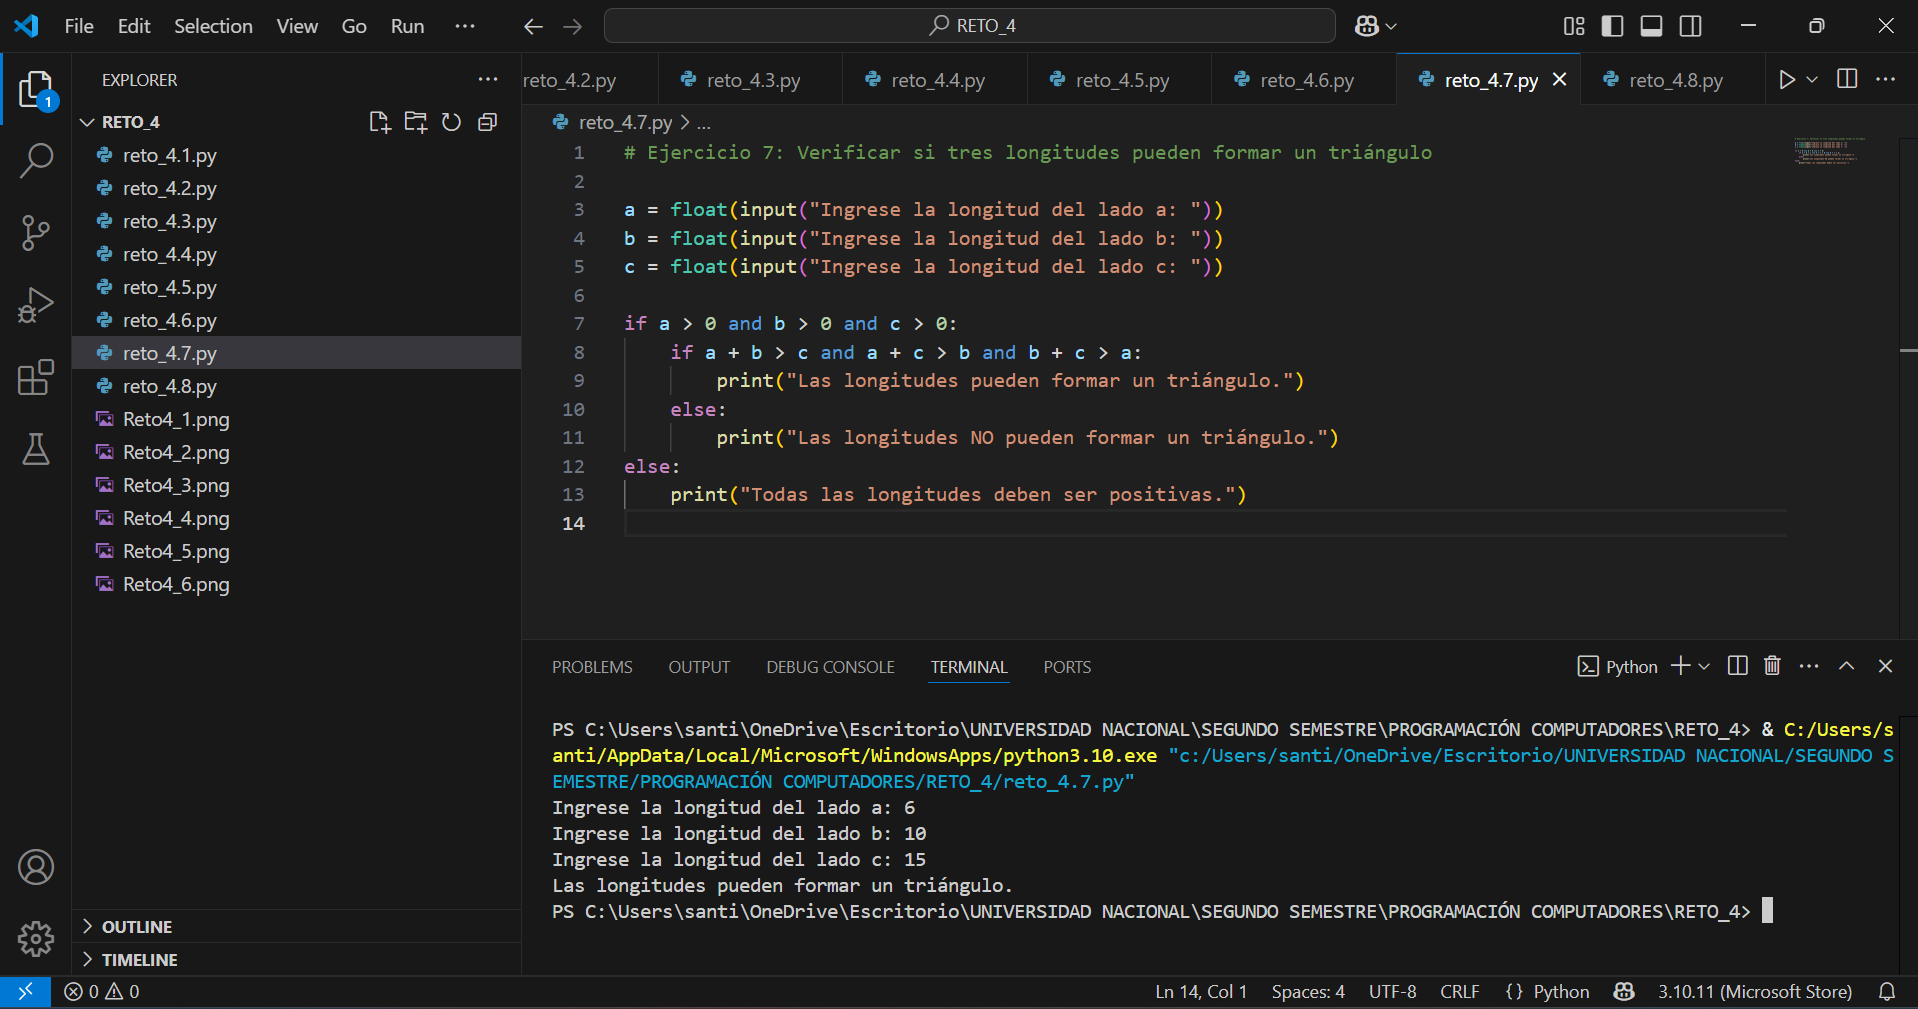 File Edit Selection View Go Run ···
RETO_4
EXPLORER ···
1
RETO_4
reto_4.1.py
reto_4.2.py
reto_4.3.py
reto_4.4.py
reto_4.5.py
reto_4.6.py
reto_4.7.py
reto_4.8.py
Reto4_1.png
Reto4_2.png
Reto4_3.png
Reto4_4.png
Reto4_5.png
Reto4_6.png
OUTLINE
TIMELINE
reto_4.2.py reto_4.3.py reto_4.4.py reto_4.5.py reto_4.6.py reto_4.7.py reto_4.8.py
reto_4.7.py > ...
1 # Ejercicio 7: Verificar si tres longitudes pueden formar un triángulo
2
3 a = float(input("Ingrese la longitud del lado a: "))
4 b = float(input("Ingrese la longitud del lado b: "))
5 c = float(input("Ingrese la longitud del lado c: "))
6
7 if a > 0 and b > 0 and c > 0:
8     if a + b > c and a + c > b and b + c > a:
9         print("Las longitudes pueden formar un triángulo.")
10     else:
11         print("Las longitudes NO pueden formar un triángulo.")
12 else:
13     print("Todas las longitudes deben ser positivas.")
14
PROBLEMS OUTPUT DEBUG CONSOLE TERMINAL PORTS
Python
PS C:\Users\santi\OneDrive\Escritorio\UNIVERSIDAD NACIONAL\SEGUNDO SEMESTRE\PROGRAMACIÓN COMPUTADORES\RETO_4> & C:/Users/s
anti/AppData/Local/Microsoft/WindowsApps/python3.10.exe "c:/Users/santi/OneDrive/Escritorio/UNIVERSIDAD NACIONAL/SEGUNDO S
EMESTRE/PROGRAMACIÓN COMPUTADORES/RETO_4/reto_4.7.py"
Ingrese la longitud del lado a: 6
Ingrese la longitud del lado b: 10
Ingrese la longitud del lado c: 15
Las longitudes pueden formar un triángulo.
PS C:\Users\santi\OneDrive\Escritorio\UNIVERSIDAD NACIONAL\SEGUNDO SEMESTRE\PROGRAMACIÓN COMPUTADORES\RETO_4>
0 0
Ln 14, Col 1 Spaces: 4 UTF-8 CRLF {} Python 3.10.11 (Microsoft Store)